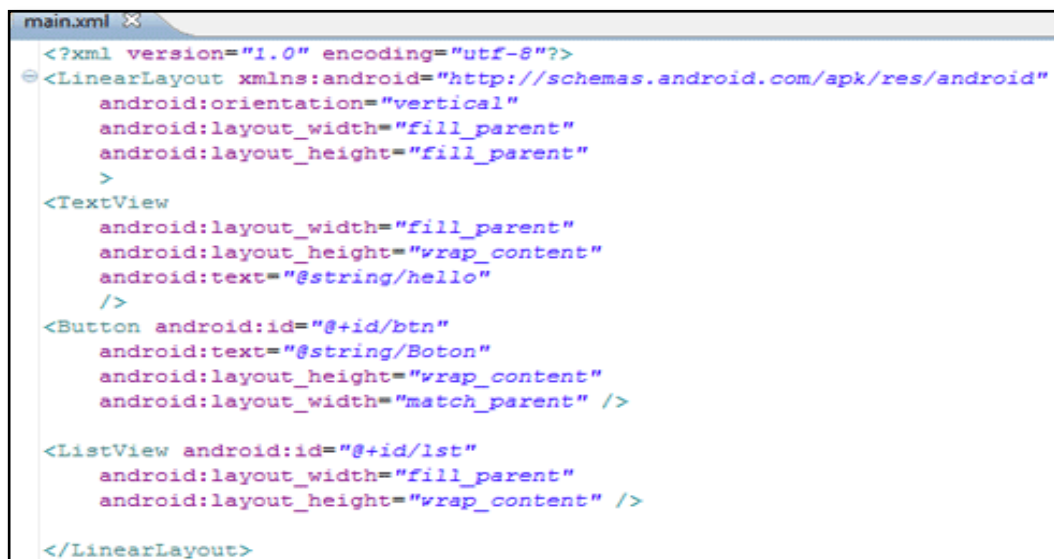 main.xml
<?xml version="1.0" encoding="utf-8"?>
<LinearLayout xmlns:android="http://schemas.android.com/apk/res/android"
    android:orientation="vertical"
    android:layout_width="fill_parent"
    android:layout_height="fill_parent"
    >
<TextView
    android:layout_width="fill_parent"
    android:layout_height="wrap_content"
    android:text="@string/hello"
    />
<Button android:id="@+id/btn"
    android:text="@string/Boton"
    android:layout_height="wrap_content"
    android:layout_width="match_parent" />
<ListView android:id="@+id/lst"
    android:layout_width="fill_parent"
    android:layout_height="wrap_content" />
</LinearLayout>